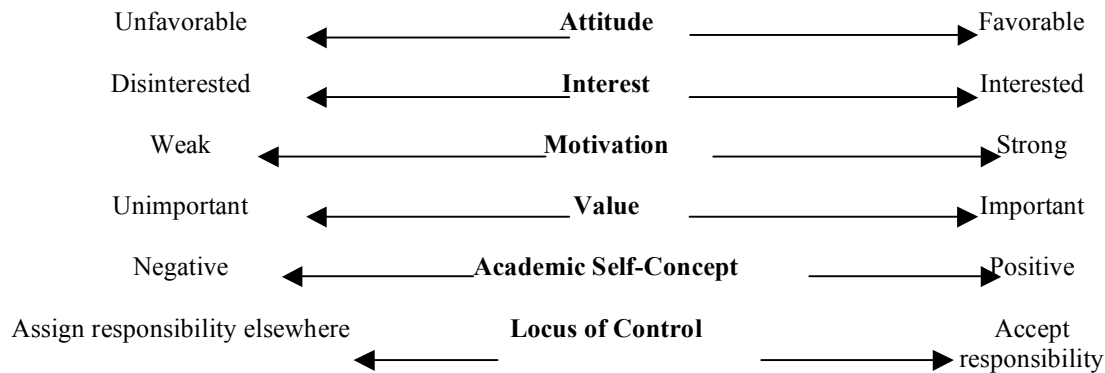 Unfavorable Attitude Favorable
Disinterested Interest Interested
Weak Motivation Strong
Unimportant Value Important
Negative Academic Self-Concept Positive
Assign responsibility elsewhere Locus of Control Accept
responsibility